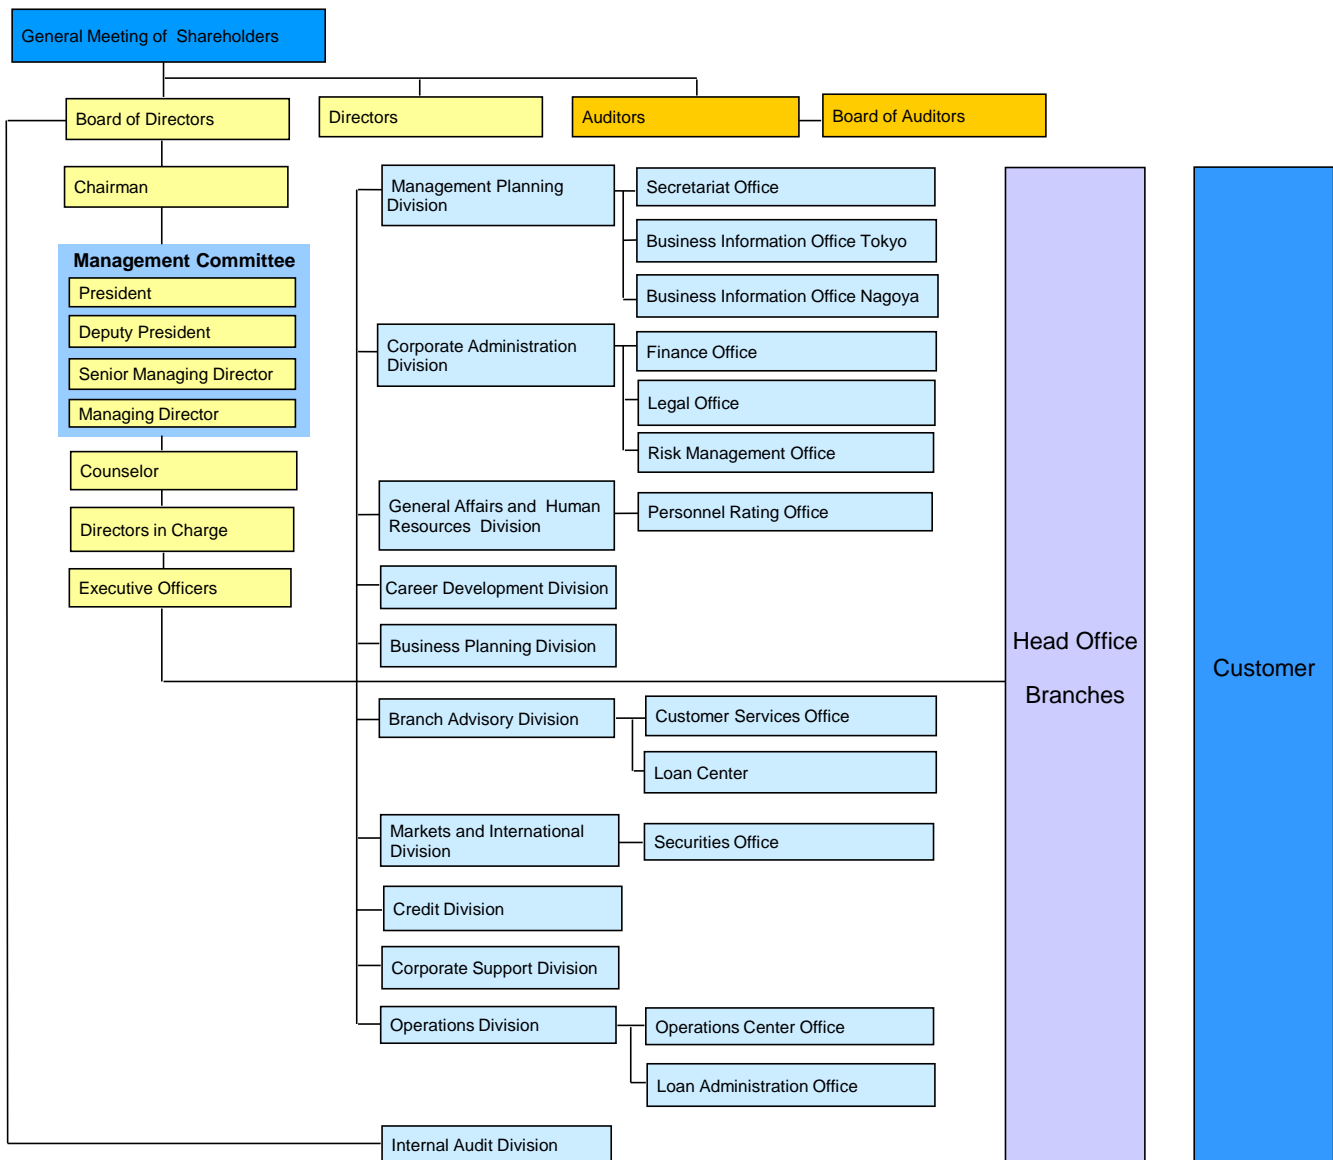 General Meeting of Shareholders
Board of Directors
Directors
Auditors
Board of Auditors
Chairman
Management Committee
President
Deputy President
Senior Managing Director
Managing Director
Counselor
Directors in Charge
Executive Officers
Management Planning
Division
Secretariat Office
Business Information Office Tokyo
Business Information Office Nagoya
Corporate Administration
Division
Finance Office
Legal Office
Risk Management Office
General Affairs and Human
Resources Division
Personnel Rating Office
Career Development Division
Business Planning Division
Branch Advisory Division
Customer Services Office
Loan Center
Markets and International
Division
Securities Office
Credit Division
Corporate Support Division
Operations Division
Operations Center Office
Loan Administration Office
Internal Audit Division
Head Office
Branches
Customer